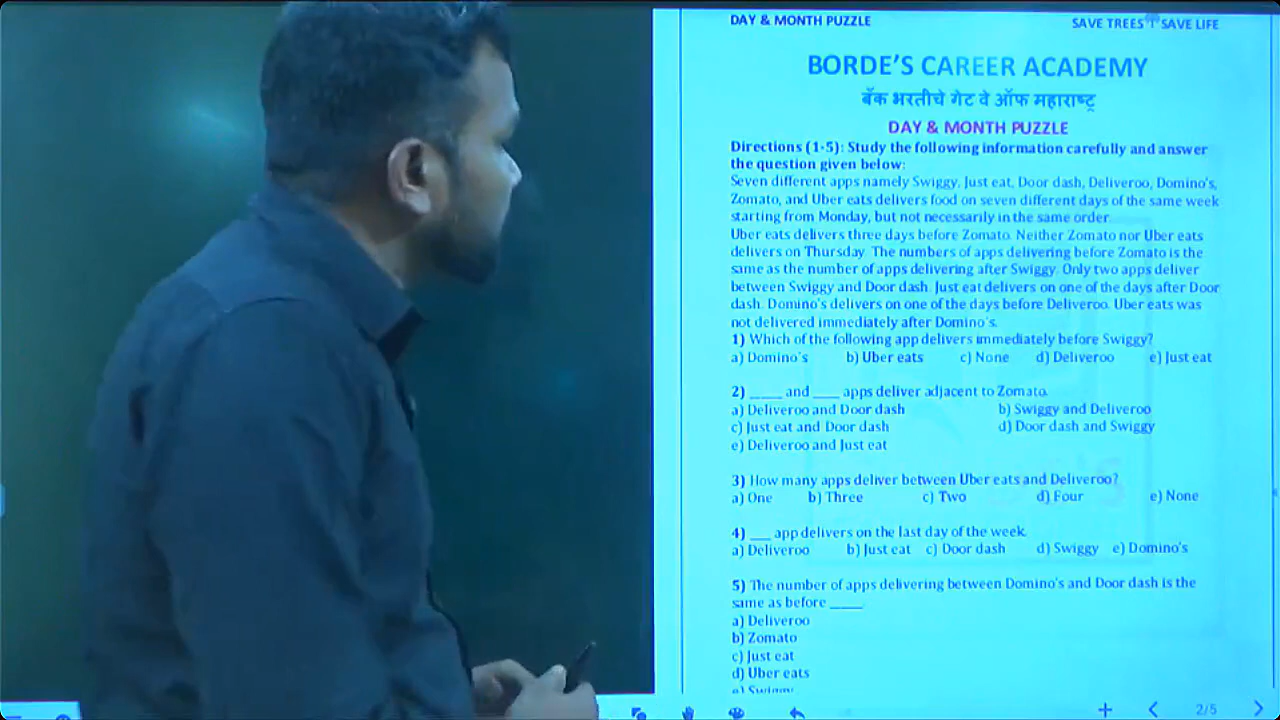 DAY & MONTH PUZZLE
SAVE TREES SAVE LIFE
BORDE'S CAREER ACADEMY
बँक भरतीचे गेट वे ऑफ महाराष्ट्र
DAY & MONTH PUZZLE
Directions (1-5): Study the following information carefully and answer
the question given below:
Seven different apps namely Swiggy, Just eat, Door dash, Deliveroo, Domino's,
Zomato, and Uber eats delivers food on seven different days of the same week
starting from Monday, but not necessarily in the same order.
Uber eats delivers three days before Zomato. Neither Zomato nor Uber eats
delivers on Thursday. The numbers of apps delivering before Zomato is the
same as the number of apps delivering after Swiggy. Only two apps deliver
between Swiggy and Door dash. Just eat delivers on one of the days after Door
dash. Domino's delivers on one of the days before Deliveroo. Uber eats was
not delivered immediately after Domino's.
1) Which of the following app delivers immediately before Swiggy?
a) Domino's b) Uber eats c) None d) Deliveroo e) Just eat
2) _____ and ____ apps deliver adjacent to Zomato.
a) Deliveroo and Door dash b) Swiggy and Deliveroo
c) Just eat and Door dash d) Door dash and Swiggy
e) Deliveroo and Just eat
3) How many apps deliver between Uber eats and Deliveroo?
a) One b) Three c) Two d) Four e) None
4) ___ app delivers on the last day of the week.
a) Deliveroo b) Just eat c) Door dash d) Swiggy e) Domino's
5) The number of apps delivering between Domino's and Door dash is the
same as before _____
a) Deliveroo
b) Zomato
c) Just eat
d) Uber eats
e) Swiggy
2/5